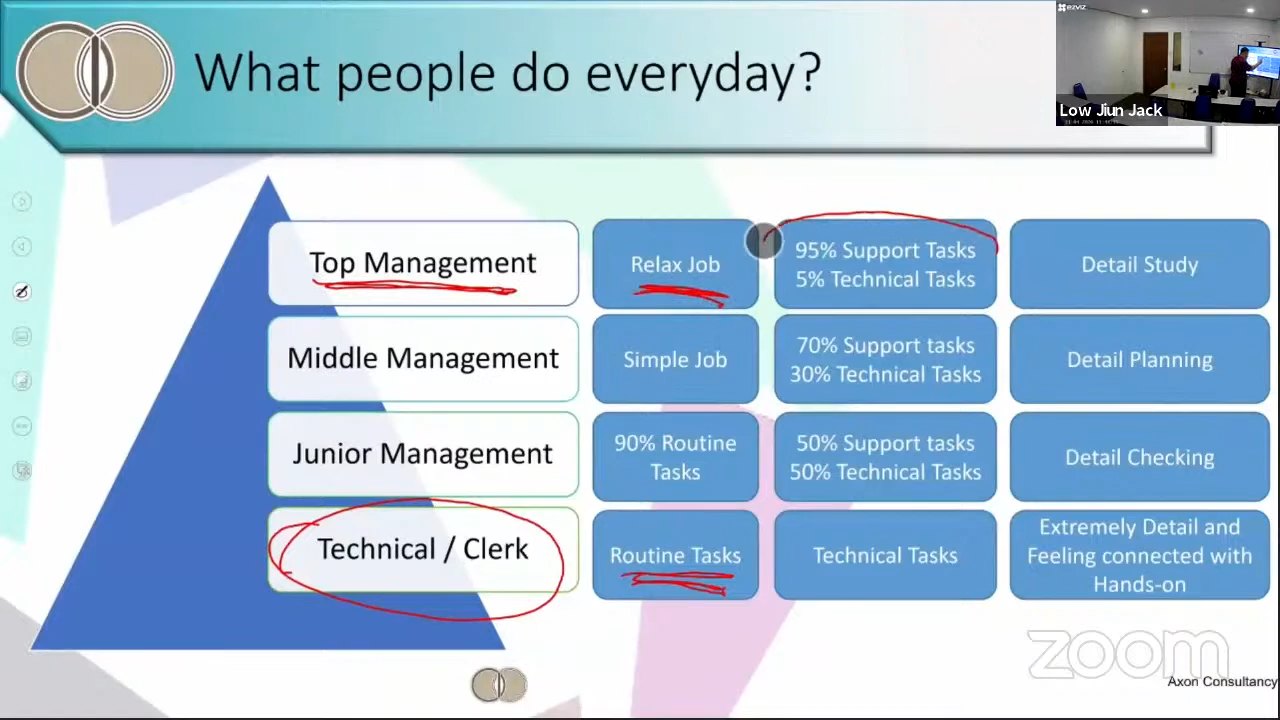 What people do everyday?
ezviz
Low Jiun Jack
Top Management
Relax Job
95% Support Tasks
5% Technical Tasks
Detail Study
Middle Management
Simple Job
70% Support tasks
30% Technical Tasks
Detail Planning
Junior Management
90% Routine
Tasks
50% Support tasks
50% Technical Tasks
Detail Checking
Technical / Clerk
Routine Tasks
Technical Tasks
Extremely Detail and
Feeling connected with
Hands-on
zoom
Axon Consultancy